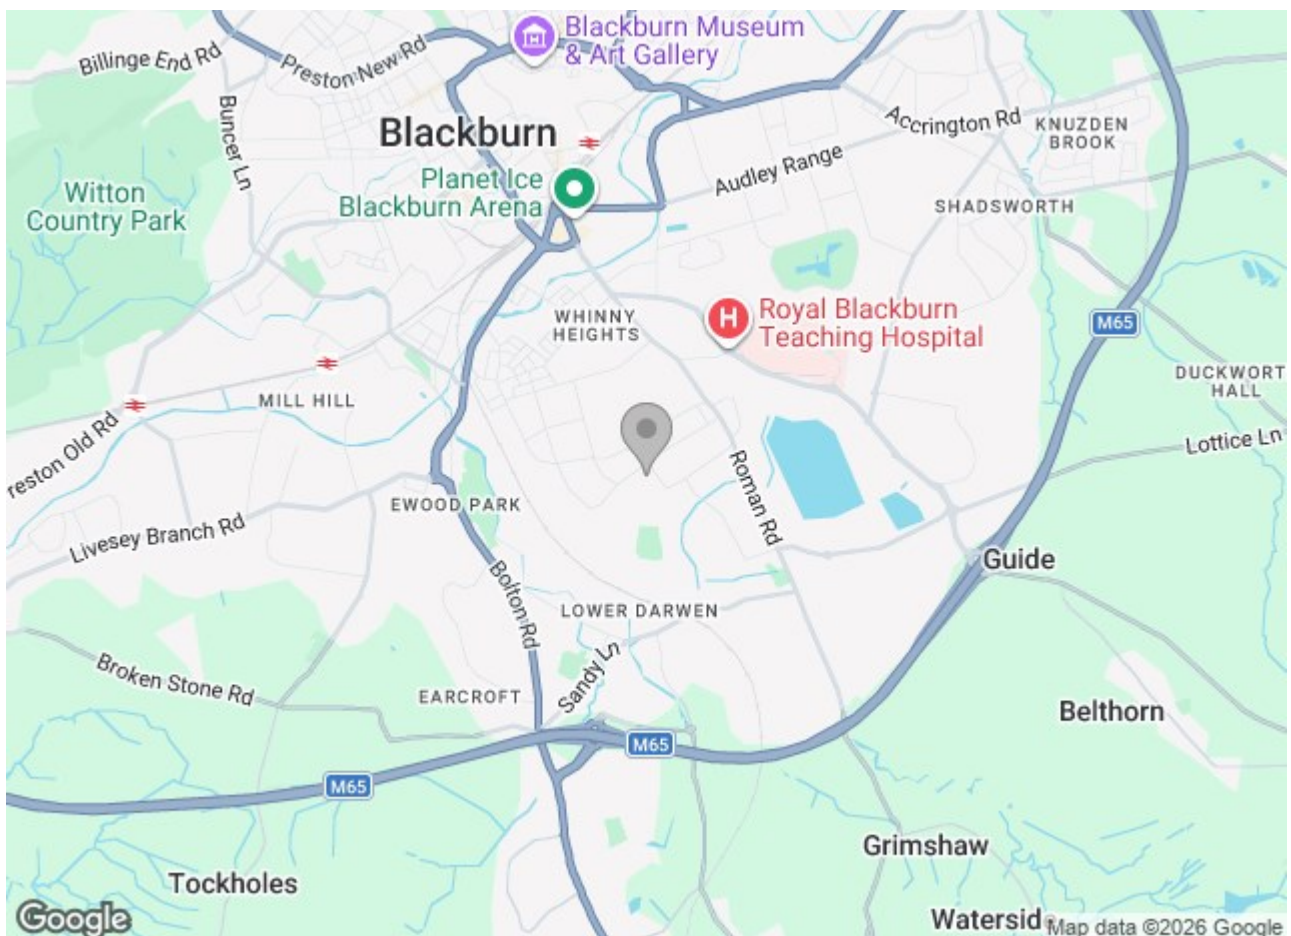 Blackburn Museum
& Art Gallery
Billinge End Rd
Preston New Rd
Buncer Ln
Blackburn
Accrington Rd
KNUZDEN
BROOK
Audley Range
Planet Ice
Blackburn Arena
Witton
Country Park
SHADSWORTH
WHINNY
HEIGHTS
H
Royal Blackburn
Teaching Hospital
M65
MILL HILL
DUCKWORT
HALL
reston Old Rd
Lottice Ln
Roman Rd
EWOOD PARK
Livesey Branch Rd
Guide
Bolton Rd
LOWER DARWEN
Sandy Ln
Broken Stone Rd
EARCROFT
Belthorn
M65
M65
Grimshaw
Tockholes
Watersid
Google
Map data ©2026 Google